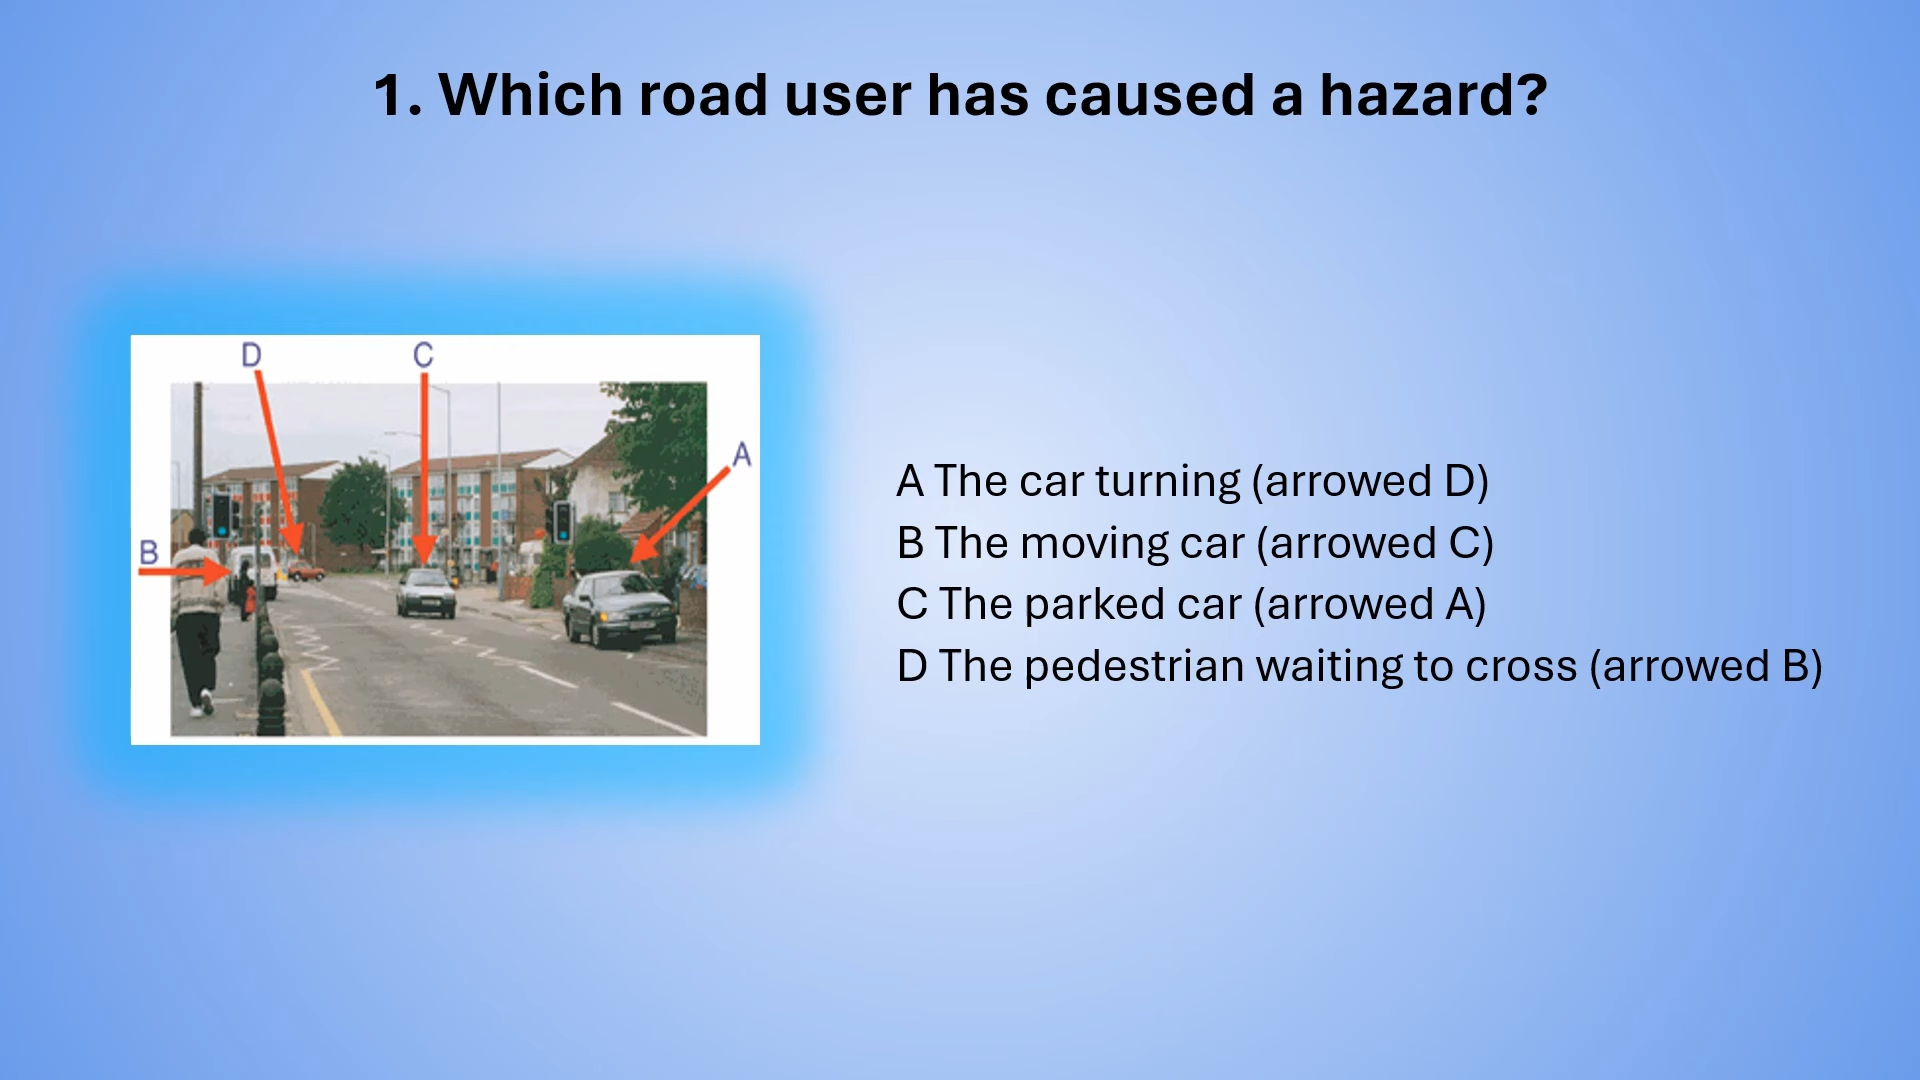 1. Which road user has caused a hazard?
D
C
A
B
A The car turning (arrowed D)
B The moving car (arrowed C)
C The parked car (arrowed A)
D The pedestrian waiting to cross (arrowed B)